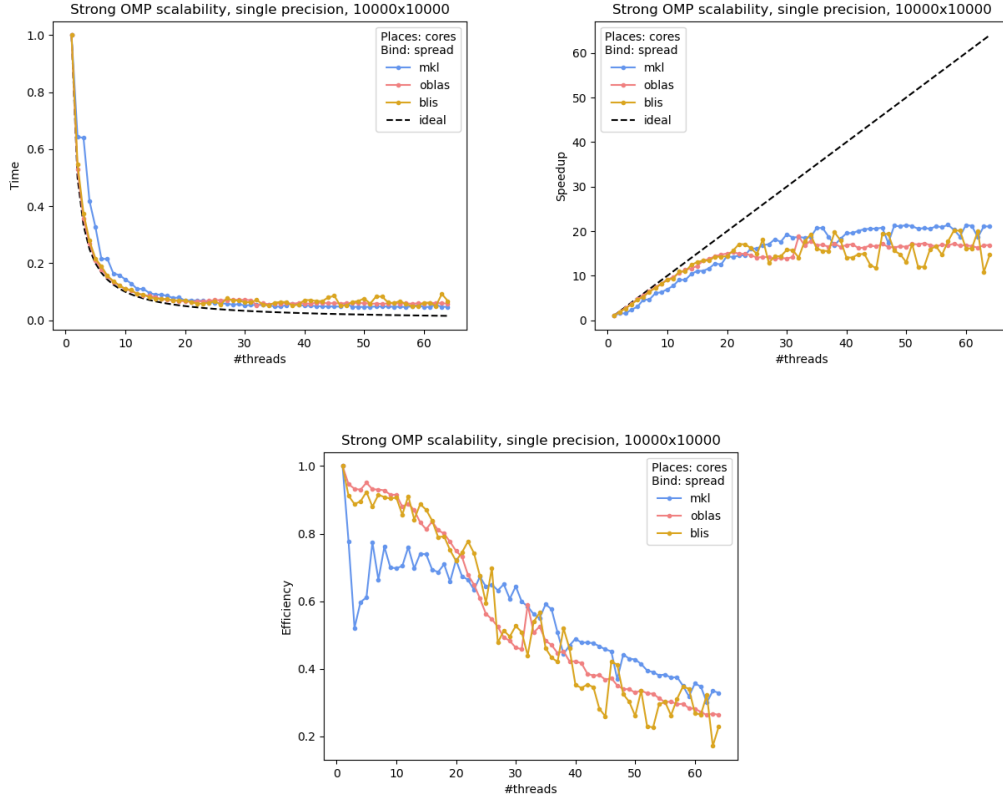 Strong OMP scalability, single precision, 10000x10000
Places: cores
Bind: spread
mkl
oblas
blis
ideal
Time
1.0
0.8
0.6
0.4
0.2
0.0
0 10 20 30 40 50 60
#threads
Strong OMP scalability, single precision, 10000x10000
Places: cores
Bind: spread
mkl
oblas
blis
ideal
Speedup
60
50
40
30
20
10
0
0 10 20 30 40 50 60
#threads
Strong OMP scalability, single precision, 10000x10000
Places: cores
Bind: spread
mkl
oblas
blis
Efficiency
1.0
0.8
0.6
0.4
0.2
0 10 20 30 40 50 60
#threads